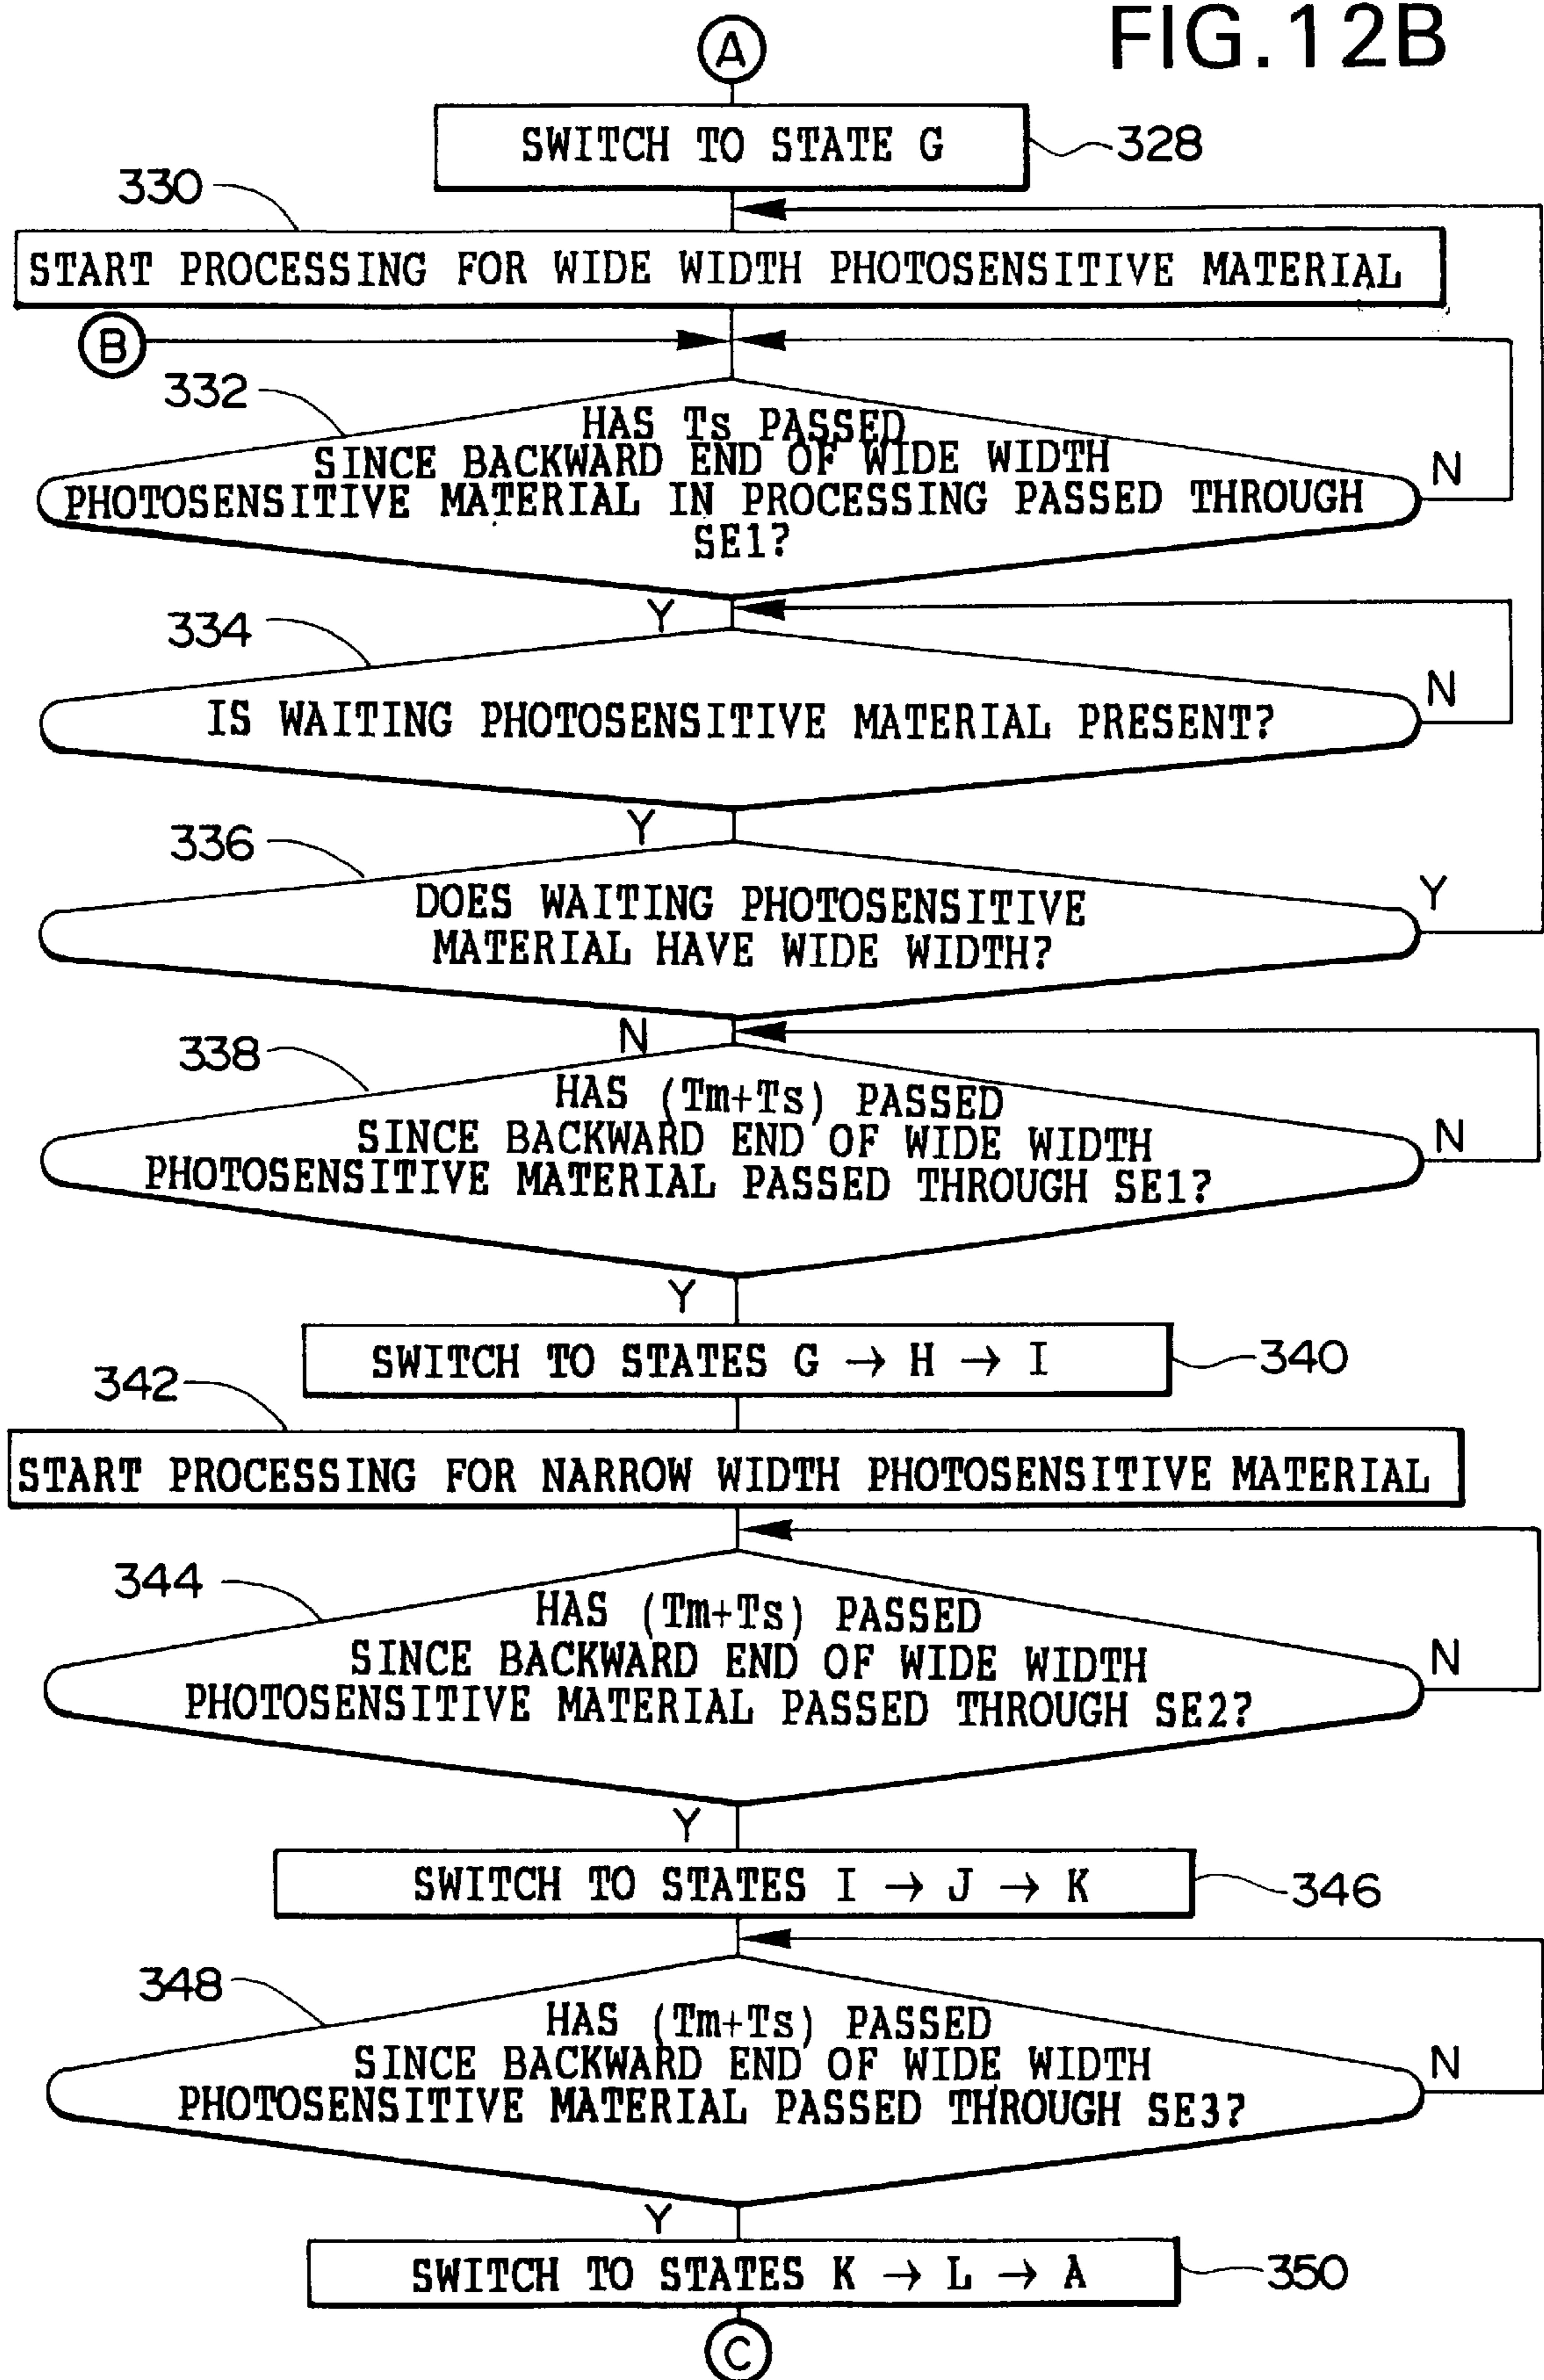 FIG.12B
A
SWITCH TO STATE G
328
330
START PROCESSING FOR WIDE WIDTH PHOTOSENSITIVE MATERIAL
B
332
HAS Ts PASSED
SINCE BACKWARD END OF WIDE WIDTH
PHOTOSENSITIVE MATERIAL IN PROCESSING PASSED THROUGH
SE1?
N
Y
334
IS WAITING PHOTOSENSITIVE MATERIAL PRESENT?
N
Y
336
DOES WAITING PHOTOSENSITIVE
MATERIAL HAVE WIDE WIDTH?
Y
N
338
HAS (Tm+Ts) PASSED
SINCE BACKWARD END OF WIDE WIDTH
PHOTOSENSITIVE MATERIAL PASSED THROUGH SE1?
N
Y
SWITCH TO STATES G → H → I
340
342
START PROCESSING FOR NARROW WIDTH PHOTOSENSITIVE MATERIAL
344
HAS (Tm+Ts) PASSED
SINCE BACKWARD END OF WIDE WIDTH
PHOTOSENSITIVE MATERIAL PASSED THROUGH SE2?
N
Y
SWITCH TO STATES I → J → K
346
348
HAS (Tm+Ts) PASSED
SINCE BACKWARD END OF WIDE WIDTH
PHOTOSENSITIVE MATERIAL PASSED THROUGH SE3?
N
Y
SWITCH TO STATES K → L → A
350
C